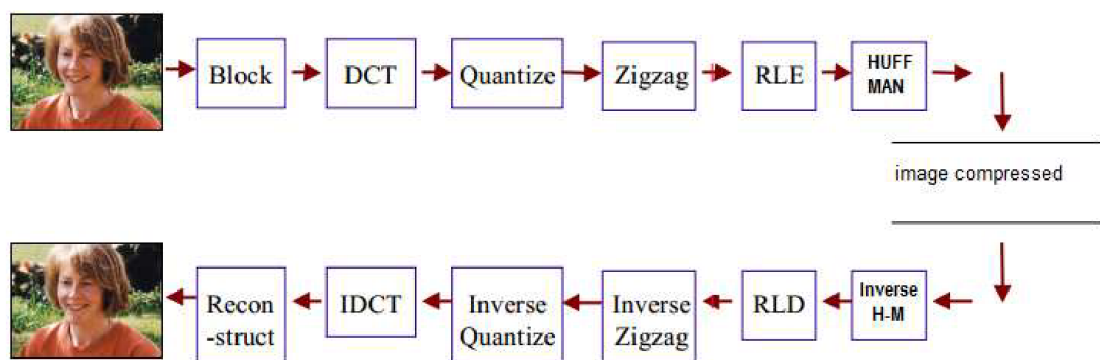 Block
DCT
Quantize
Zigzag
RLE
HUFF
MAN
image compressed
Recon
-struct
IDCT
Inverse
Quantize
Inverse
Zigzag
RLD
Inverse
H-M